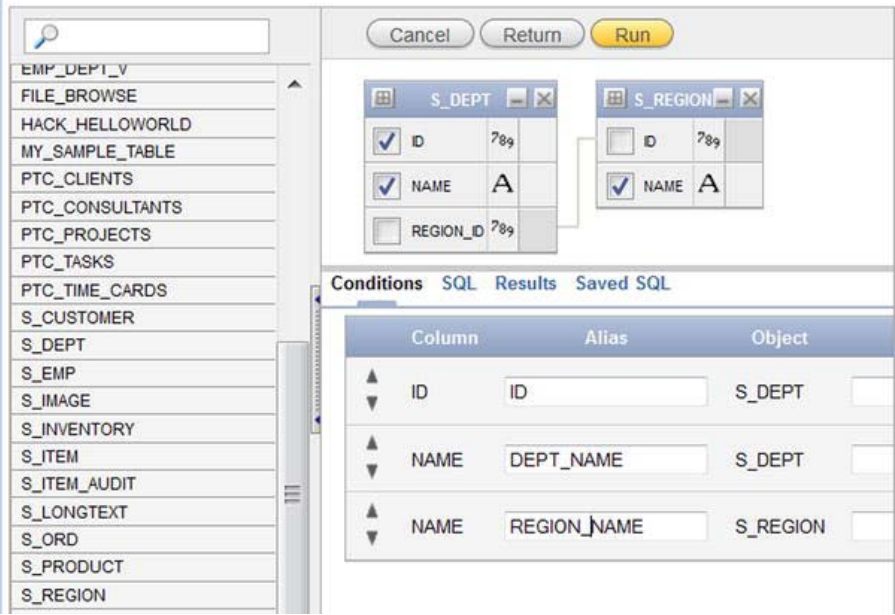 Cancel Return Run
EMP_DEPT_V
FILE_BROWSE
HACK_HELLOWORLD
MY_SAMPLE_TABLE
PTC_CLIENTS
PTC_CONSULTANTS
PTC_PROJECTS
PTC_TASKS
PTC_TIME_CARDS
S_CUSTOMER
S_DEPT
S_EMP
S_IMAGE
S_INVENTORY
S_ITEM
S_ITEM_AUDIT
S_LONGTEXT
S_ORD
S_PRODUCT
S_REGION
S_DEPT
ID 789
NAME A
REGION_ID 789
S_REGION
ID 789
NAME A
Conditions SQL Results Saved SQL
Column Alias Object
ID ID S_DEPT
NAME DEPT_NAME S_DEPT
NAME REGION_NAME S_REGION